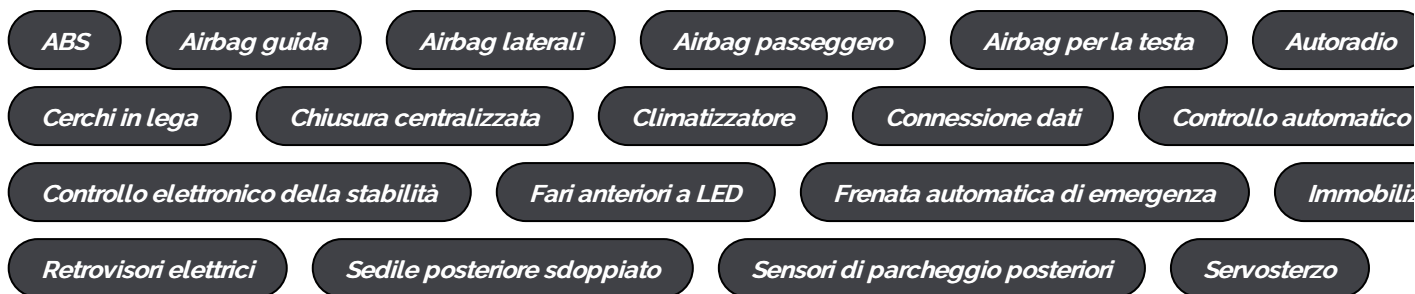 ABS Airbag guida Airbag laterali Airbag passeggero Airbag per la testa Autoradio
Cerchi in lega Chiusura centralizzata Climatizzatore Connessione dati Controllo automatico
Controllo elettronico della stabilità Fari anteriori a LED Frenata automatica di emergenza
Retrovisori elettrici Sedile posteriore sdoppiato Sensori di parcheggio posteriori Servosterzo